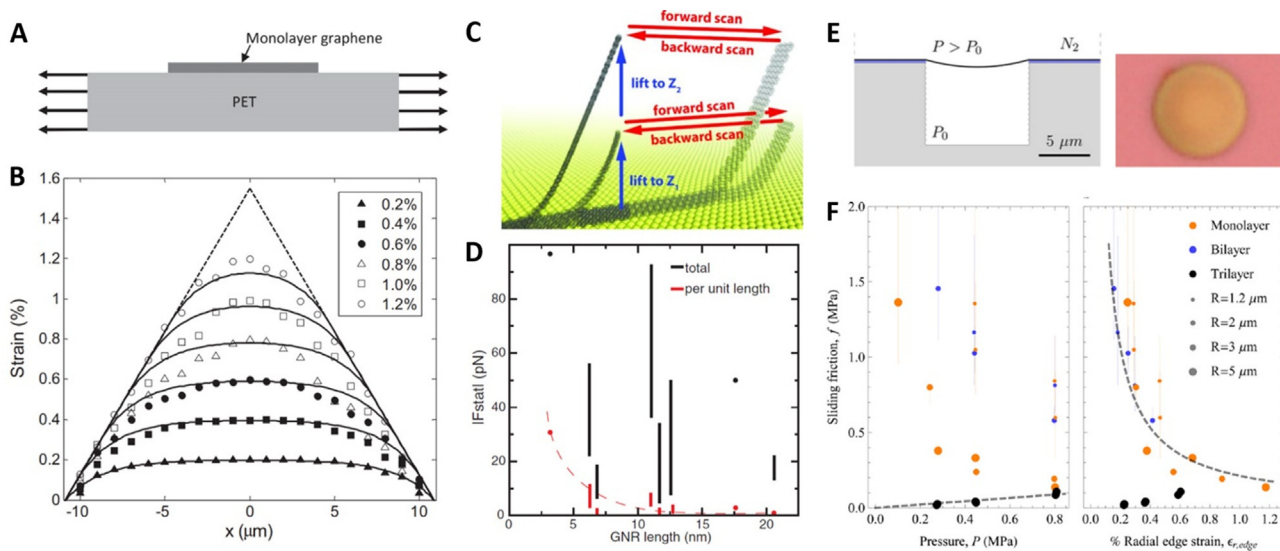 A
Monolayer graphene
PET
B
Strain (%)
1.6
1.4
1.2
1
0.8
0.6
0.4
0.2
0
0.2%
0.4%
0.6%
0.8%
1.0%
1.2%
-10
-5
0
5
10
x (μm)
C
forward scan
backward scan
lift to Z2
forward scan
backward scan
lift to Z1
D
|Fstat| (pN)
80
60
40
20
0
total
per unit length
0
5
10
15
20
GNR length (nm)
E
P > P0
N2
P0
5 μm
F
Sliding friction, f (MPa)
2.0
1.5
1.0
0.5
0.0
Monolayer
Bilayer
Trilayer
R=1.2 μm
R=2 μm
R=3 μm
R=5 μm
0.0 0.2 0.4 0.6 0.8
Pressure, P (MPa)
0.0 0.2 0.4 0.6 0.8 1.0 1.2
% Radial edge strain, ϵr,edge